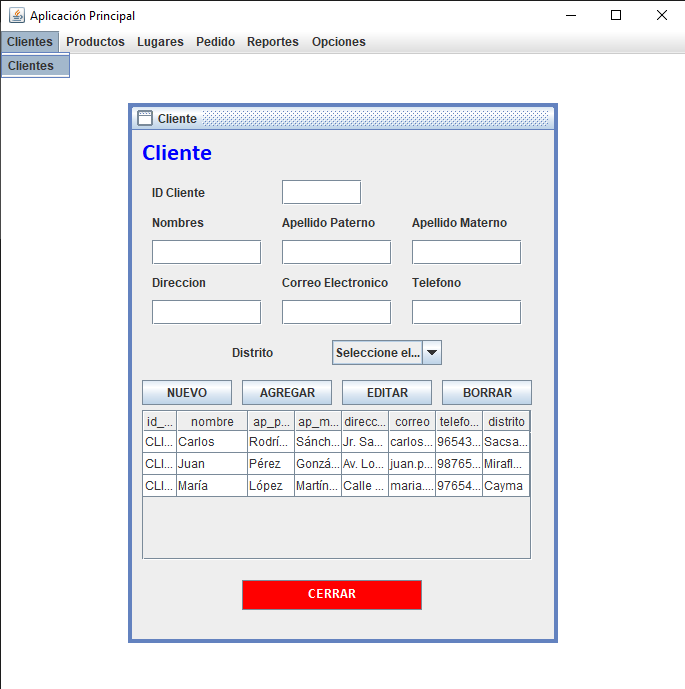 Aplicación Principal
Clientes Productos Lugares Pedido Reportes Opciones
Clientes
Cliente
Cliente
ID Cliente
Nombres Apellido Paterno Apellido Materno
Direccion Correo Electronico Telefono
Distrito Seleccione el...
NUEVO AGREGAR EDITAR BORRAR
id_... nombre ap_p... ap_m... direcc... correo telefo... distrito
CLI... Carlos Rodrí... Sánch... Jr. Sa... carlos... 96543... Sacsa...
CLI... Juan Pérez Gonzá... Av. Lo... juan.p... 98765... Mirafl...
CLI... María López Martín... Calle ... maria.... 97654... Cayma
CERRAR